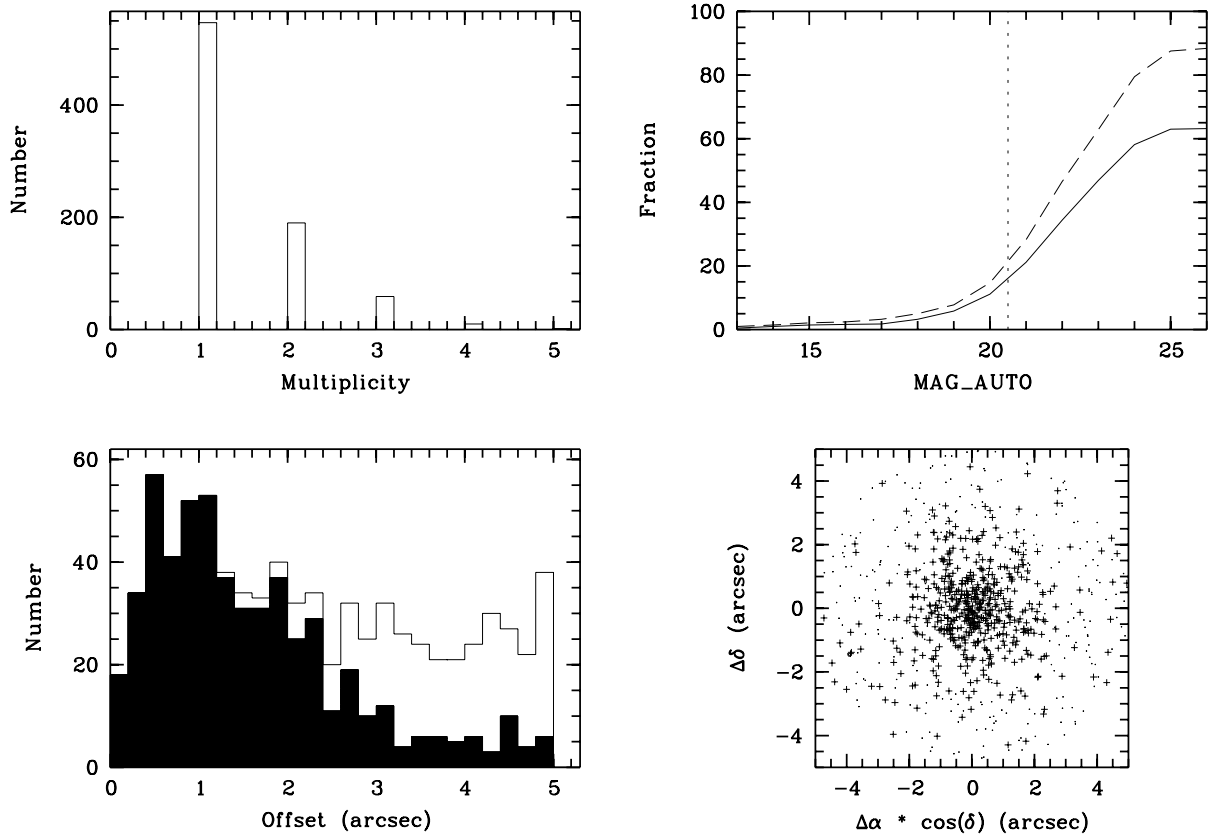 Number
400
200
0
0 1 2 3 4 5
Multiplicity
Fraction
100
80
60
40
20
0
15 20 25
MAG_AUTO
Number
60
40
20
0
0 1 2 3 4 5
Offset (arcsec)
Δδ (arcsec)
4
2
0
−2
−4
−4 −2 0 2 4
Δα * cos(δ) (arcsec)